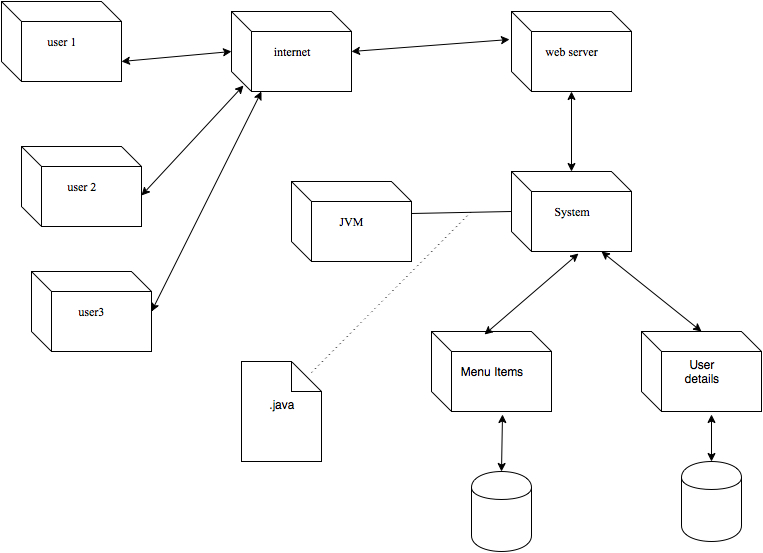 user 1
internet
web server
user 2
JVM
System
user3
Menu Items
User
details
.java